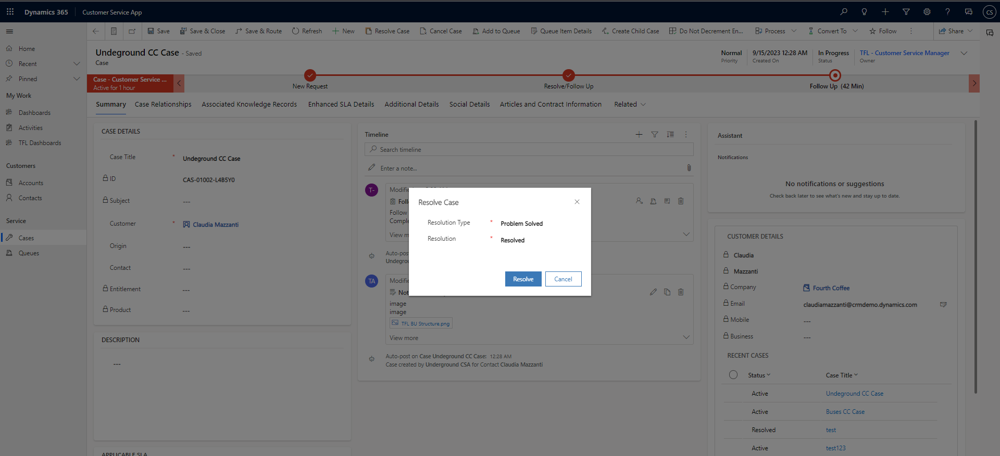 Dynamics 365 Customer Service App CS
Save Save & Close Save & Route Refresh New Resolve Case Cancel Case Add to Queue Queue Item Details Create Child Case Do Not Decrement En... Process Convert To Follow Share
Home
Recent
Pinned
My Work
Dashboards
Activities
TFL Dashboards
Customers
Accounts
Contacts
Service
Cases
Queues
Undeground CC Case - Saved
Case
Normal 9/15/2023 12:28 AM In Progress TFL - Customer Service Manager
Priority Created On Status Owner
Case - Customer Service ...
Active for 1 hour
New Request Resolve/Follow Up Follow Up (42 Min)
Summary Case Relationships Associated Knowledge Records Enhanced SLA Details Additional Details Social Details Articles and Contract Information Related
CASE DETAILS
Case Title * Undeground CC Case
ID CAS-01002-L4B5Y0
Subject ---
Customer * Claudia Mazzanti
Origin ---
Contact ---
Entitlement ---
Product ---
DESCRIPTION
---
APPLICABLE SLA
Timeline
Search timeline
Enter a note...
T- Modifie
Foll
Follow
Comple
View m
Auto-pos
Undergrou
TA Modifie
Not
image
image
TFL BU Structure.png
View more
Auto-post on Case Undeground CC Case: 12:28 AM
Case created by Underground CSA for Contact Claudia Mazzanti
Resolve Case
Resolution Type * Problem Solved
Resolution * Resolved
Resolve Cancel
Assistant
Notifications
No notifications or suggestions
Check back later to see what's new and stay up to date.
CUSTOMER DETAILS
Claudia
Mazzanti
Company Fourth Coffee
Email claudiamazzanti@crmdemo.dynamics.com
Mobile ---
Business ---
RECENT CASES
Status Case Title
Active Undeground CC Case
Active Buses CC Case
Resolved test
Active test123